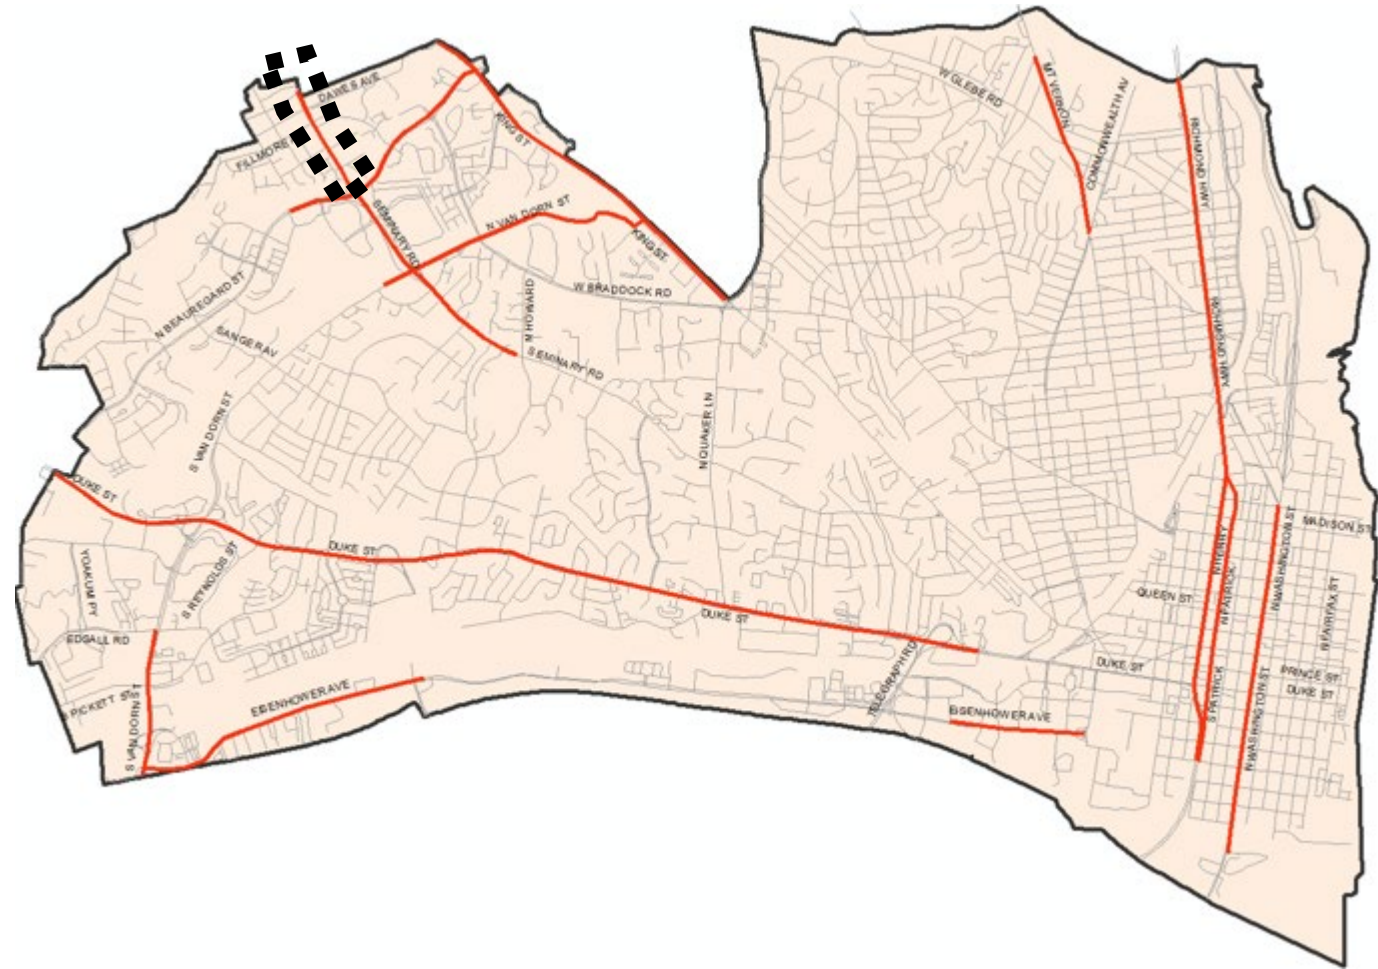 DAWES AVE
FILLMORE
KING ST
W GLEBE RD
MT VERNON
COMMONWEALTH AV
RICHMOND HWY
SEMINARY RD
N VAN DORN ST
KING ST
W BRADDOCK RD
N BEAUREGARD ST
SANGER AV
N HOWARD
SEMINARY RD
RICHMOND HWY
S VAN DORN ST
N QUAKER LN
DUKE ST
DUKE ST
YOAKUM PY
S REYNOLDS ST
EDSALL RD
S PICKETT ST
S VAN DORN ST
EISENHOWER AVE
DUKE ST
TELEGRAPH RD
EISENHOWER AVE
DUKE ST
QUEEN ST
N HENRY
N PATRICK
S PATRICK
N WASHINGTON ST
N WASHINGTON ST
MADISON ST
N FAIRFAX ST
PRINCE ST
DUKE ST